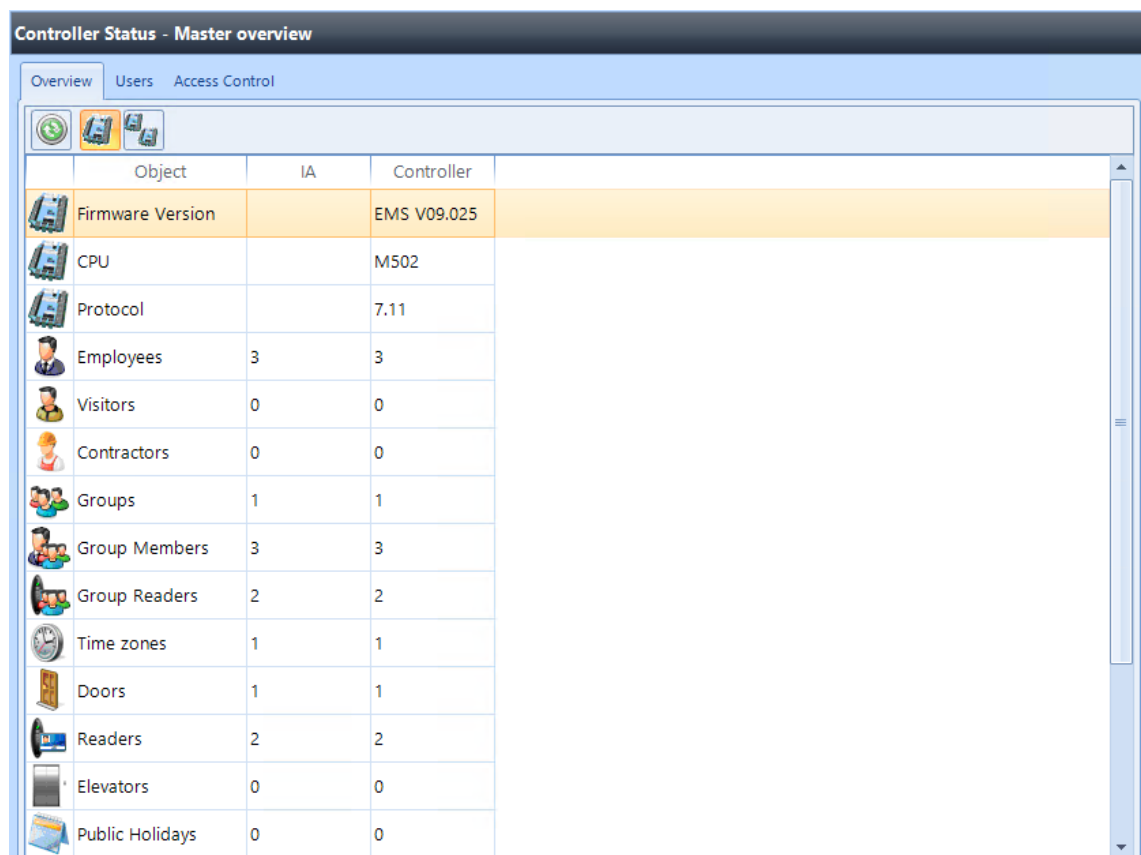 Controller Status - Master overview
Overview Users Access Control
Object IA Controller
Firmware Version EMS V09.025
CPU M502
Protocol 7.11
Employees 3 3
Visitors 0 0
Contractors 0 0
Groups 1 1
Group Members 3 3
Group Readers 2 2
Time zones 1 1
Doors 1 1
Readers 2 2
Elevators 0 0
Public Holidays 0 0